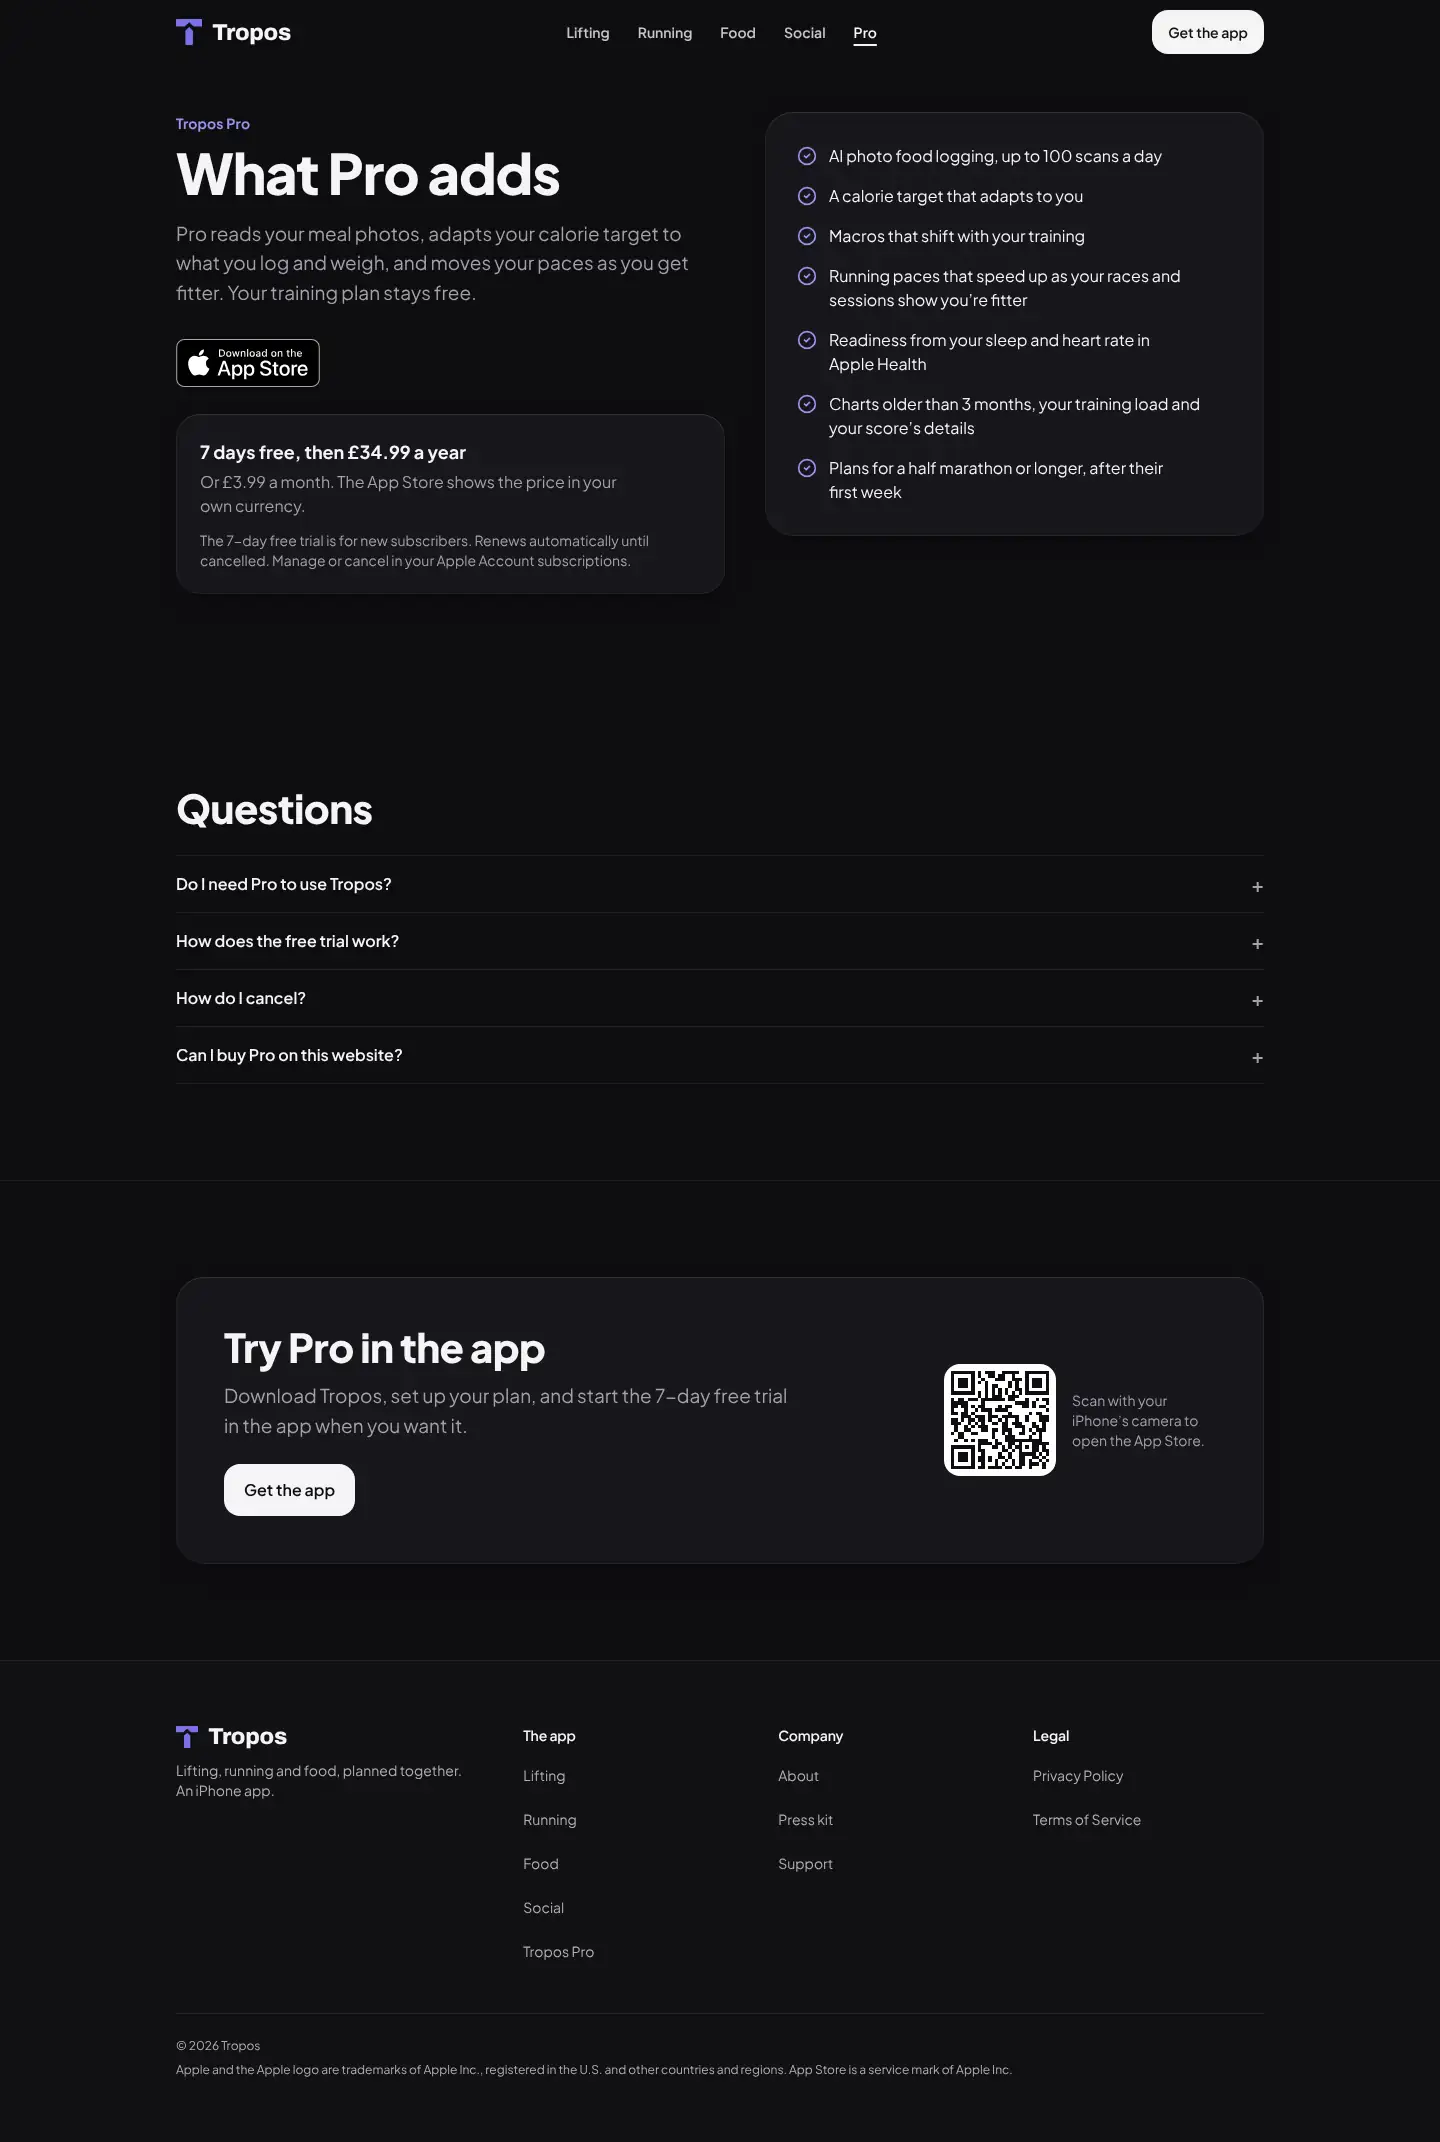 Tropos
Lifting
Running
Food
Social
Pro
Get the app
Tropos Pro
What Pro adds
Pro reads your meal photos, adapts your calorie target to
what you log and weigh, and moves your paces as you get
fitter. Your training plan stays free.
Download on the
App Store
7 days free, then £34.99 a year
Or £3.99 a month. The App Store shows the price in your
own currency.
The 7-day free trial is for new subscribers. Renews automatically until
cancelled. Manage or cancel in your Apple Account subscriptions.
AI photo food logging, up to 100 scans a day
A calorie target that adapts to you
Macros that shift with your training
Running paces that speed up as your races and
sessions show you’re fitter
Readiness from your sleep and heart rate in
Apple Health
Charts older than 3 months, your training load and
your score’s details
Plans for a half marathon or longer, after their
first week
Questions
Do I need Pro to use Tropos?
+
How does the free trial work?
+
How do I cancel?
+
Can I buy Pro on this website?
+
Try Pro in the app
Download Tropos, set up your plan, and start the 7-day free trial
in the app when you want it.
Get the app
Scan with your
iPhone’s camera to
open the App Store.
Tropos
Lifting, running and food, planned together.
An iPhone app.
The app
Lifting
Running
Food
Social
Tropos Pro
Company
About
Press kit
Support
Legal
Privacy Policy
Terms of Service
© 2026 Tropos
Apple and the Apple logo are trademarks of Apple Inc., registered in the U.S. and other countries and regions. App Store is a service mark of Apple Inc.